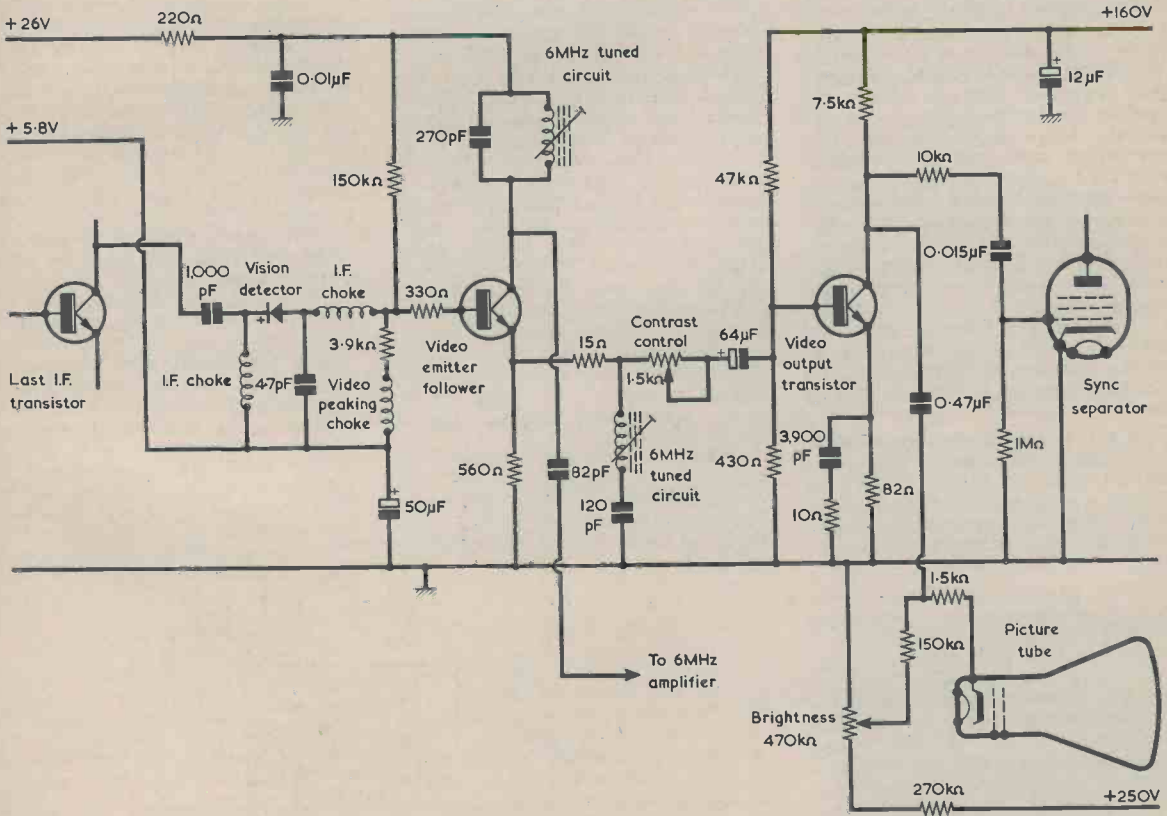 +26V
220Ω
0·01µF
6MHz tuned
circuit
+160V
12µF
7·5kΩ
+5·8V
270pF
150kΩ
47kΩ
10kΩ
0·015µF
1,000
pF
Vision
detector
I.F.
choke
330Ω
3·9kΩ
Last I.F.
transistor
I.F. choke
47pF
Video
peaking
choke
Video
emitter
follower
15Ω
Contrast
control
1·5kΩ
64µF
Video
output
transistor
Sync
separator
0·47µF
1MΩ
50µF
560Ω
82pF
6MHz
tuned
circuit
120
pF
430Ω
3,900
pF
10Ω
82Ω
1·5kΩ
150kΩ
Picture
tube
To 6MHz
amplifier
Brightness
470kΩ
270kΩ
+250V